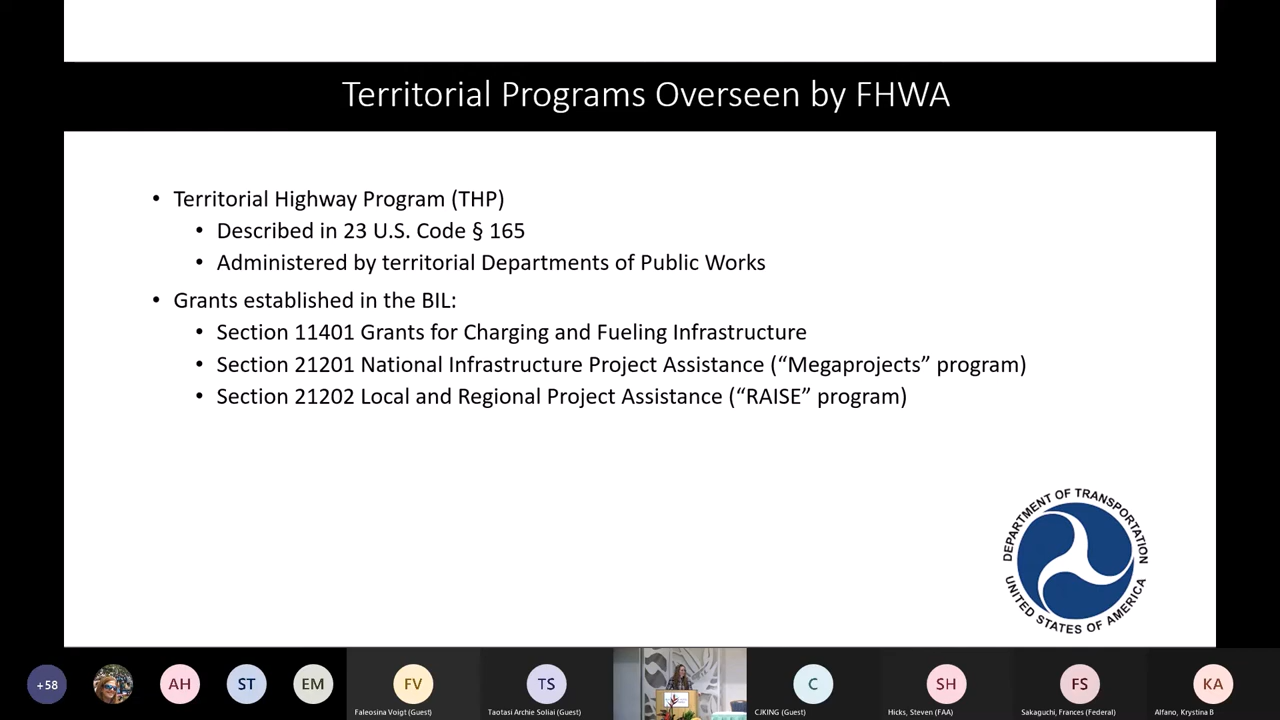 Territorial Programs Overseen by FHWA
• Territorial Highway Program (THP)
• Described in 23 U.S. Code § 165
• Administered by territorial Departments of Public Works
• Grants established in the BIL:
• Section 11401 Grants for Charging and Fueling Infrastructure
• Section 21201 National Infrastructure Project Assistance (“Megaprojects” program)
• Section 21202 Local and Regional Project Assistance (“RAISE” program)
DEPARTMENT OF TRANSPORTATION
UNITED STATES OF AMERICA
+58
AH
ST
EM
FV
Faleosina Voigt (Guest)
TS
Taotasi Archie Soliai (Guest)
C
CJKING (Guest)
SH
Hicks, Steven (FAA)
FS
Sakaguchi, Frances (Federal)
KA
Alfano, Krystina B